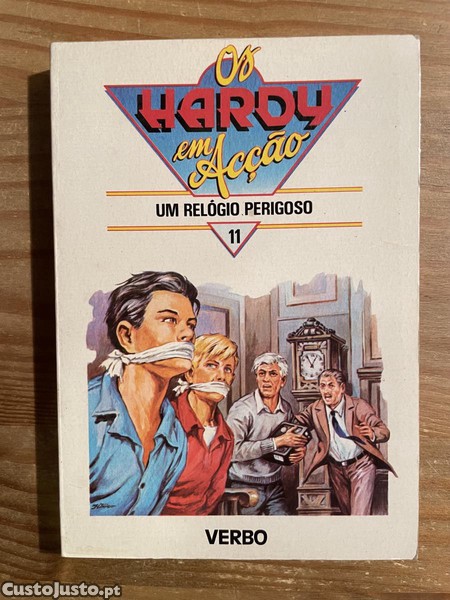 Os
HARDY
em
Acção
UM RELÓGIO PERIGOSO
11
VERBO
CustoJusto.pt